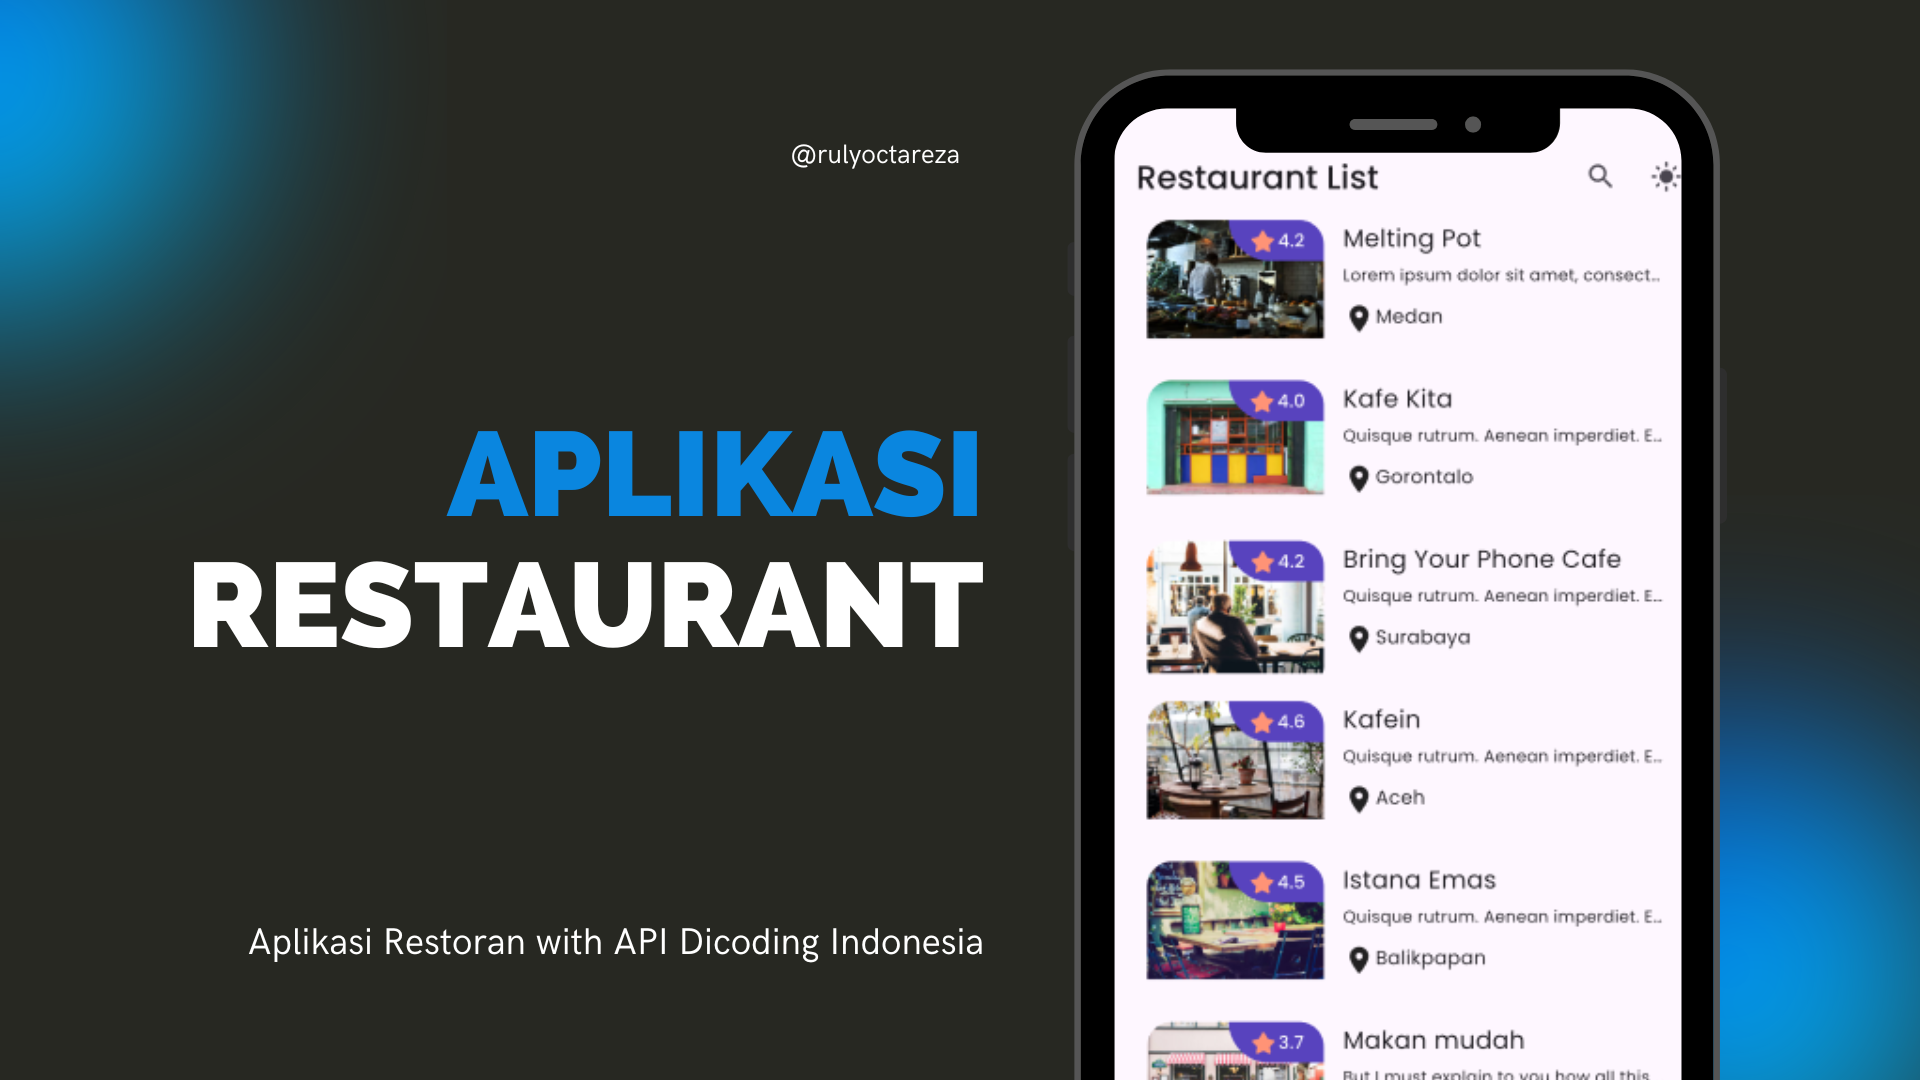 @rulyoctareza
APLIKASI
RESTAURANT
Aplikasi Restoran with API Dicoding Indonesia
Restaurant List
4.2
Melting Pot
Lorem ipsum dolor sit amet, consect...
Medan
4.0
Kafe Kita
Quisque rutrum. Aenean imperdiet. E...
Gorontalo
4.2
Bring Your Phone Cafe
Quisque rutrum. Aenean imperdiet. E...
Surabaya
4.6
Kafein
Quisque rutrum. Aenean imperdiet. E...
Aceh
4.5
Istana Emas
Quisque rutrum. Aenean imperdiet. E...
Balikpapan
3.7
Makan mudah
But I must explain to you how all this